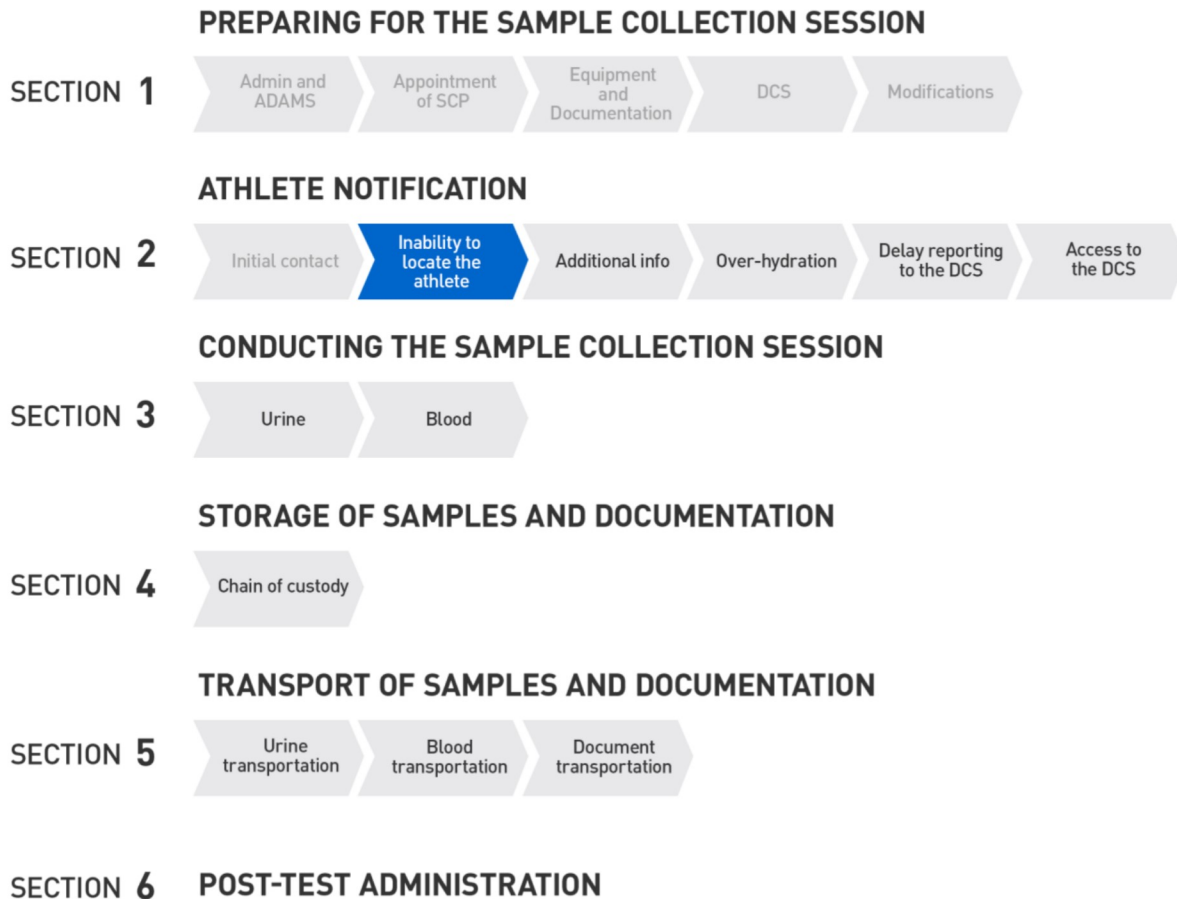 PREPARING FOR THE SAMPLE COLLECTION SESSION
SECTION 1
Admin and
ADAMS
Appointment
of SCP
Equipment
and
Documentation
DCS
Modifications
ATHLETE NOTIFICATION
SECTION 2
Initial contact
Inability to
locate the
athlete
Additional info
Over-hydration
Delay reporting
to the DCS
Access to
the DCS
CONDUCTING THE SAMPLE COLLECTION SESSION
SECTION 3
Urine
Blood
STORAGE OF SAMPLES AND DOCUMENTATION
SECTION 4
Chain of custody
TRANSPORT OF SAMPLES AND DOCUMENTATION
SECTION 5
Urine
transportation
Blood
transportation
Document
transportation
SECTION 6
POST-TEST ADMINISTRATION